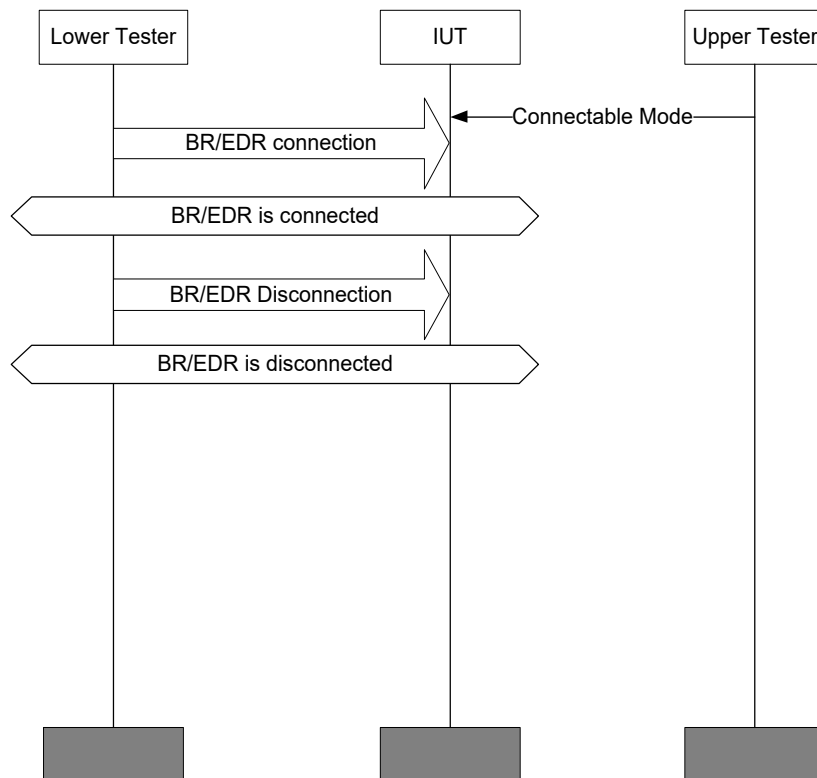 Lower Tester
IUT
Upper Tester
Connectable Mode
BR/EDR connection
BR/EDR is connected
BR/EDR Disconnection
BR/EDR is disconnected